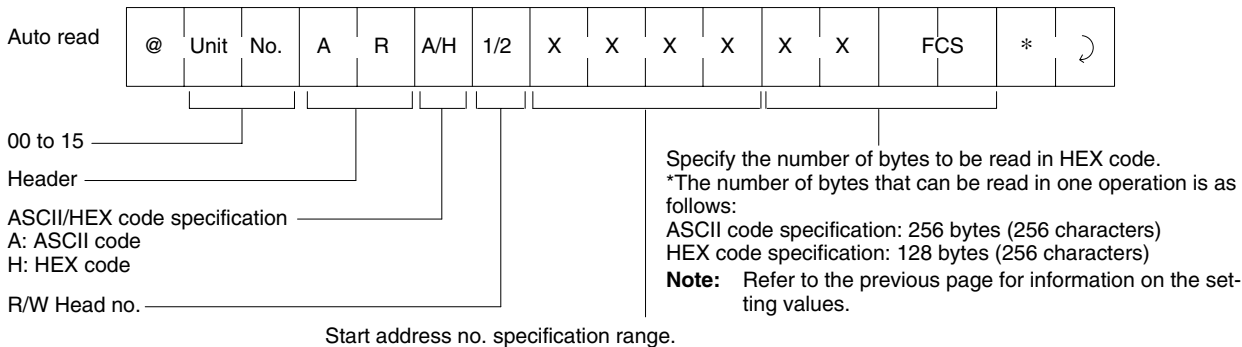 Auto read @ Unit No. A R A/H 1/2 X X X X X X FCS * ⤸
00 to 15
Header
ASCII/HEX code specification
A: ASCII code
H: HEX code
R/W Head no.
Start address no. specification range.
Specify the number of bytes to be read in HEX code.
*The number of bytes that can be read in one operation is as
follows:
ASCII code specification: 256 bytes (256 characters)
HEX code specification: 128 bytes (256 characters)
Note: Refer to the previous page for information on the set-
ting values.